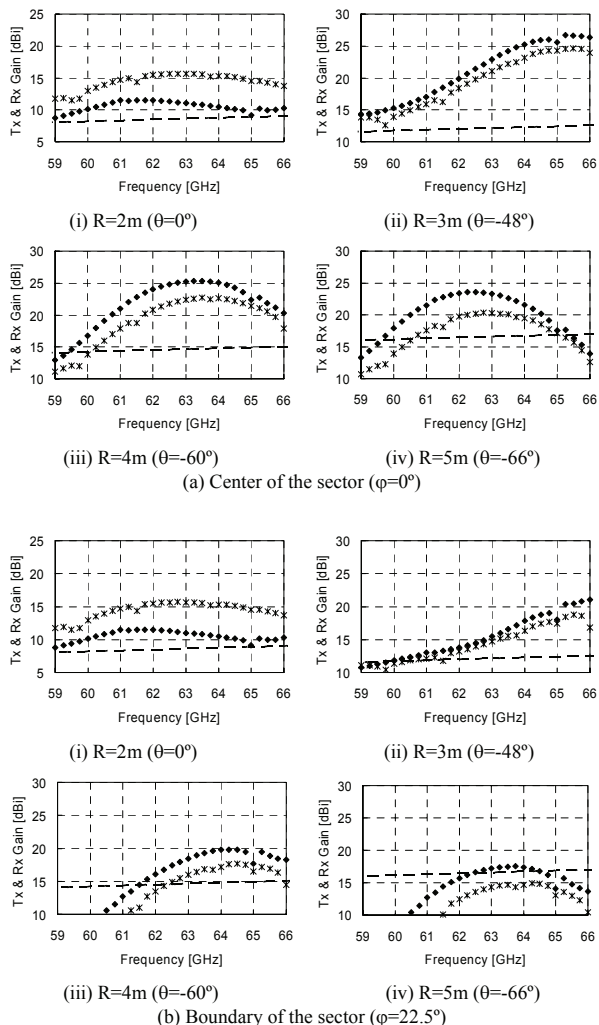 25
20
15
10
5
Tx & Rx Gain [dBi]
59 60 61 62 63 64 65 66
Frequency [GHz]
(i) R=2m (θ=0º)
30
25
20
15
10
Tx & Rx Gain [dBi]
59 60 61 62 63 64 65 66
Frequency [GHz]
(ii) R=3m (θ=-48º)
30
25
20
15
10
Tx & Rx Gain [dBi]
59 60 61 62 63 64 65 66
Frequency [GHz]
(iii) R=4m (θ=-60º)
30
25
20
15
10
Tx & Rx Gain [dBi]
59 60 61 62 63 64 65 66
Frequency [GHz]
(iv) R=5m (θ=-66º)
(a) Center of the sector (φ=0º)
25
20
15
10
5
Tx & Rx Gain [dBi]
59 60 61 62 63 64 65 66
Frequency [GHz]
(i) R=2m (θ=0º)
30
25
20
15
10
Tx & Rx Gain [dBi]
59 60 61 62 63 64 65 66
Frequency [GHz]
(ii) R=3m (θ=-48º)
30
25
20
15
10
Tx & Rx Gain [dBi]
59 60 61 62 63 64 65 66
Frequency [GHz]
(iii) R=4m (θ=-60º)
30
25
20
15
10
Tx & Rx Gain [dBi]
59 60 61 62 63 64 65 66
Frequency [GHz]
(iv) R=5m (θ=-66º)
(b) Boundary of the sector (φ=22.5º)